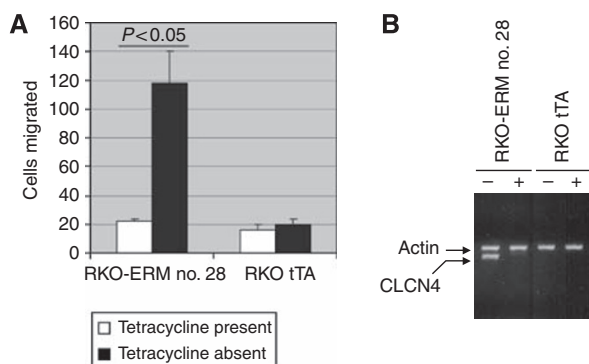 A
160
140
120
100
80
60
40
20
0
Cells migrated
P<0.05
RKO-ERM no. 28
RKO tTA
Tetracycline present
Tetracycline absent
B
RKO-ERM no. 28
RKO tTA
– + – +
Actin
CLCN4